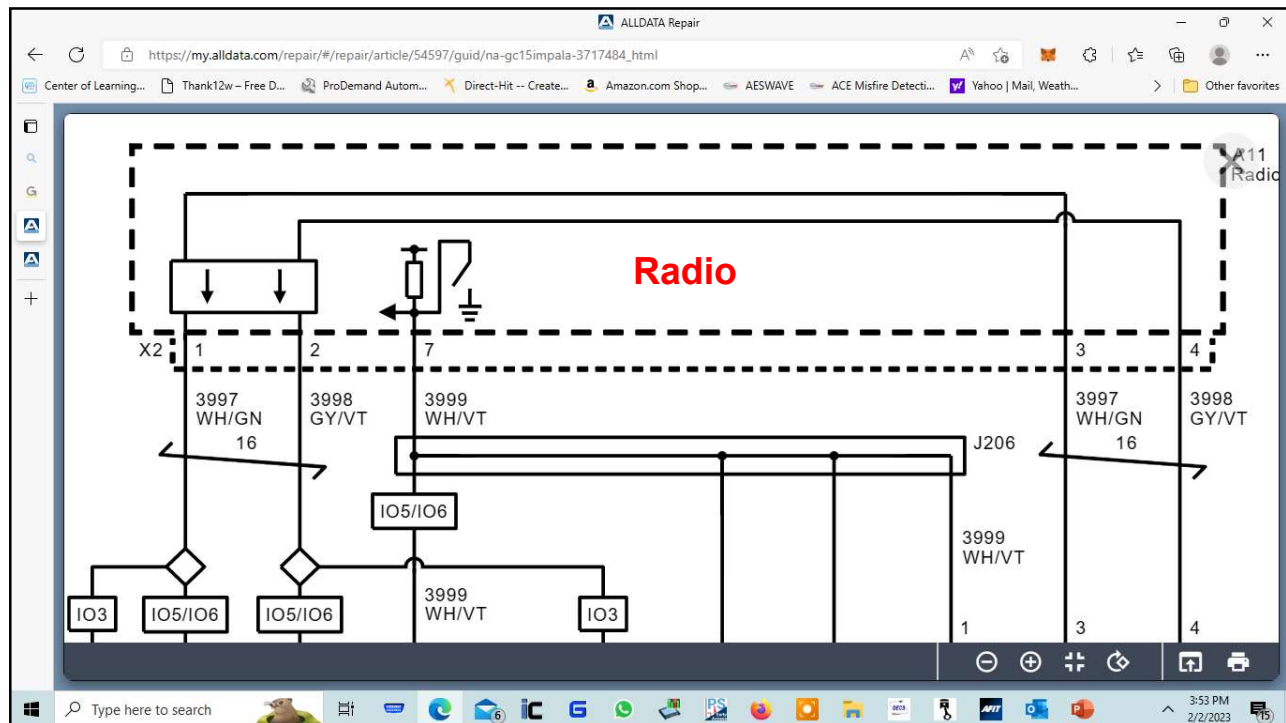 ALLDATA Repair
https://my.alldata.com/repair/#/repair/article/54597/guid/na-gc15impala-3717484_html
Center of Learning...
Thank12w – Free D...
ProDemand Autom...
Direct-Hit -- Create...
Amazon.com Shop...
AESWAVE
ACE Misfire Detecti...
Yahoo | Mail, Weath...
Other favorites
A11
Radio
Radio
X2
1
2
7
3
4
3997
WH/GN
3998
GY/VT
3999
WH/VT
3997
WH/GN
3998
GY/VT
16
16
J206
IO5/IO6
3999
WH/VT
3999
WH/VT
IO3
IO5/IO6
IO5/IO6
IO3
1
3
4
Type here to search
6
iC
G
PS
AFIT
3:53 PM
2/2/2023